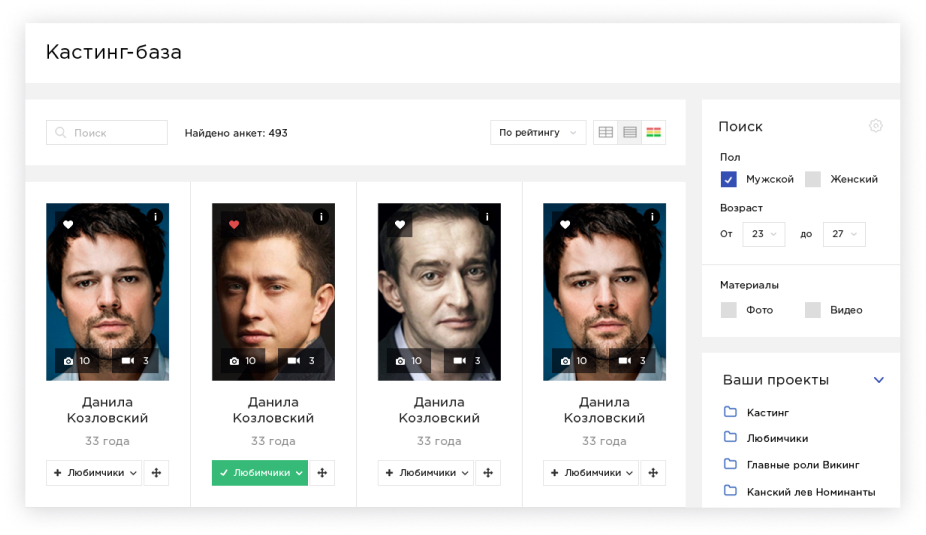 Кастинг-база
Поиск
Найдено анкет: 493
По рейтингу
i
10
3
Данила
Козловский
33 года
Любимчики
i
10
3
Данила
Козловский
33 года
Любимчики
i
10
3
Данила
Козловский
33 года
Любимчики
i
10
3
Данила
Козловский
33 года
Любимчики
Поиск
Пол
Мужской Женский
Возраст
От 23 до 27
Материалы
Фото Видео
Ваши проекты
Кастинг
Любимчики
Главные роли Викинг
Канский лев Номинанты